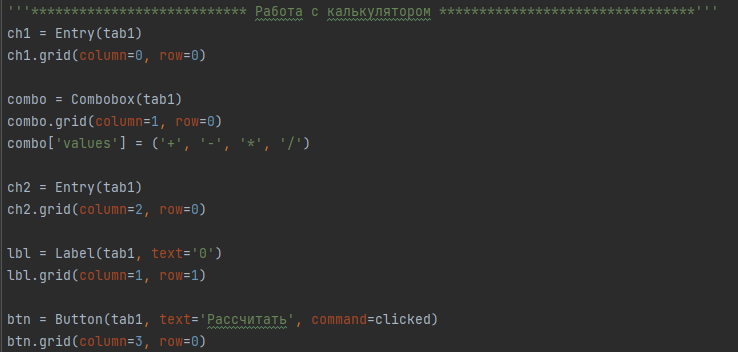 '''*************************** Работа с калькулятором ********************************'''
ch1 = Entry(tab1)
ch1.grid(column=0, row=0)
combo = Combobox(tab1)
combo.grid(column=1, row=0)
combo['values'] = ('+', '-', '*', '/')
ch2 = Entry(tab1)
ch2.grid(column=2, row=0)
lbl = Label(tab1, text='0')
lbl.grid(column=1, row=1)
btn = Button(tab1, text='Рассчитать', command=clicked)
btn.grid(column=3, row=0)